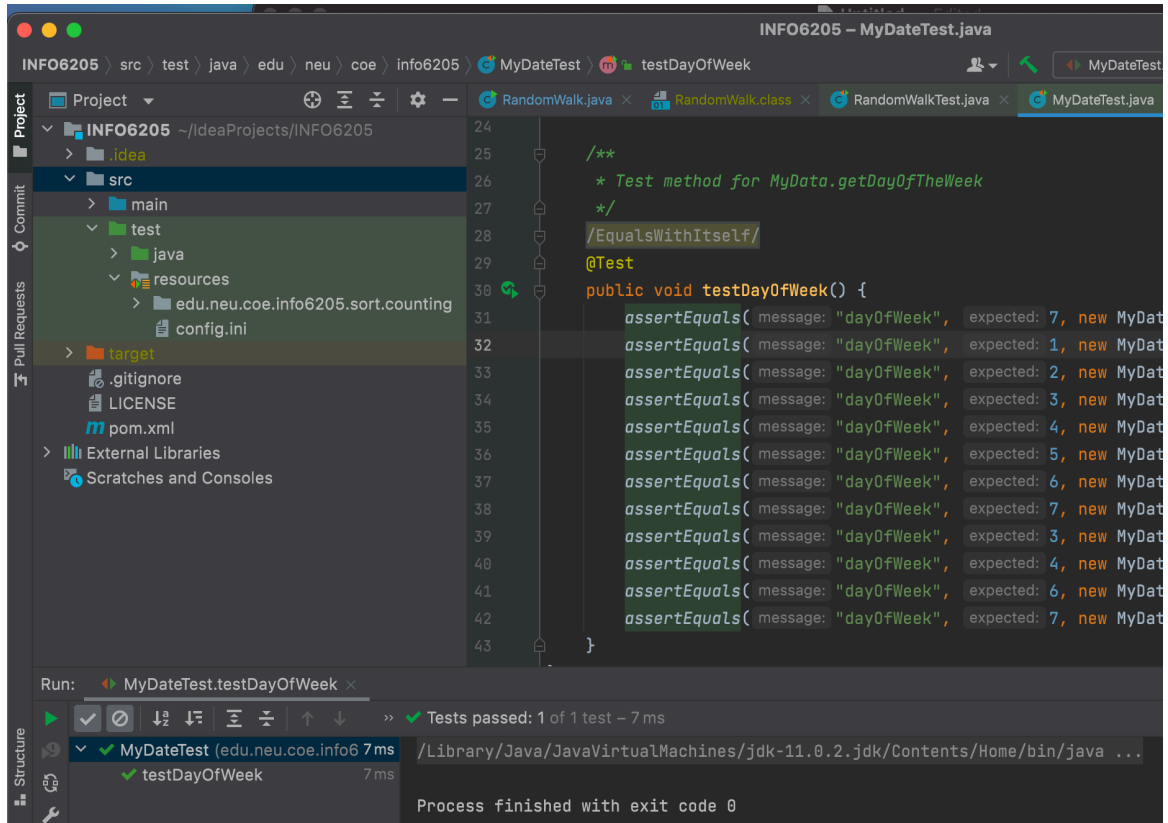 INFO6205 – MyDateTest.java
INFO6205 〉 src 〉 test 〉 java 〉 edu 〉 neu 〉 coe 〉 info6205 〉 MyDateTest 〉 testDayOfWeek
MyDateTest.
Project
RandomWalk.java × RandomWalk.class × RandomWalkTest.java × MyDateTest.java
Project
Commit
Pull Requests
Structure
INFO6205 ~/IdeaProjects/INFO6205
.idea
src
main
test
java
resources
edu.neu.coe.info6205.sort.counting
config.ini
target
.gitignore
LICENSE
pom.xml
External Libraries
Scratches and Consoles
24
25 /**
26 * Test method for MyData.getDayOfTheWeek
27 */
28 /EqualsWithItself/
29 @Test
30 public void testDayOfWeek() {
31 assertEquals( message: "dayOfWeek", expected: 7, new MyDat
32 assertEquals( message: "dayOfWeek", expected: 1, new MyDat
33 assertEquals( message: "dayOfWeek", expected: 2, new MyDat
34 assertEquals( message: "dayOfWeek", expected: 3, new MyDat
35 assertEquals( message: "dayOfWeek", expected: 4, new MyDat
36 assertEquals( message: "dayOfWeek", expected: 5, new MyDat
37 assertEquals( message: "dayOfWeek", expected: 6, new MyDat
38 assertEquals( message: "dayOfWeek", expected: 7, new MyDat
39 assertEquals( message: "dayOfWeek", expected: 3, new MyDat
40 assertEquals( message: "dayOfWeek", expected: 4, new MyDat
41 assertEquals( message: "dayOfWeek", expected: 6, new MyDat
42 assertEquals( message: "dayOfWeek", expected: 7, new MyDat
43 }
Run: MyDateTest.testDayOfWeek ×
» Tests passed: 1 of 1 test – 7 ms
MyDateTest (edu.neu.coe.info6 7 ms
testDayOfWeek 7 ms
/Library/Java/JavaVirtualMachines/jdk-11.0.2.jdk/Contents/Home/bin/java ...
Process finished with exit code 0